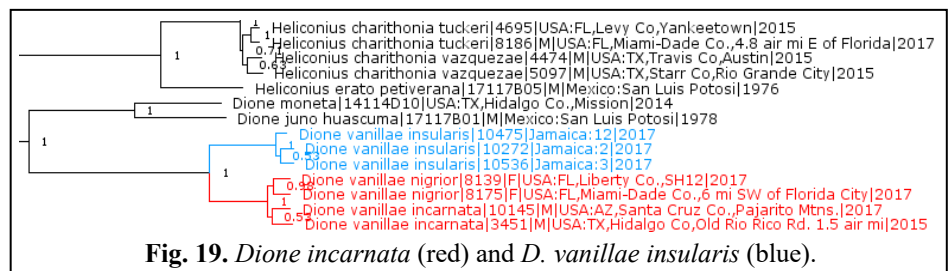 1
Heliconius charithonia tuckeri|4695|USA:FL,Levy Co,Yankeetown|2015
0.71
Heliconius charithonia tuckeri|8186|M|USA:FL,Miami-Dade Co.,4.8 air mi E of Florida|2017
1
0.63
Heliconius charithonia vazquezae|4474|M|USA:TX,Travis Co,Austin|2015
Heliconius charithonia vazquezae|5097|M|USA:TX,Starr Co,Rio Grande City|2015
Heliconius erato petiverana|17117B05|M|Mexico:San Luis Potosi|1976
Dione moneta|14114D10|USA:TX,Hidalgo Co.,Mission|2014
1
Dione juno huascuma|17117B01|M|Mexico:San Luis Potosi|1978
Dione vanillae insularis|10475|Jamaica:12|2017
1
1
Dione vanillae insularis|10272|Jamaica:2|2017
0.53
Dione vanillae insularis|10536|Jamaica:3|2017
1
Dione vanillae nigrior|8139|F|USA:FL,Liberty Co.,SH12|2017
Dione vanillae nigrior|8175|F|USA:FL,Miami-Dade Co.,6 mi SW of Florida City|2017
1
Dione vanillae incarnata|10145|M|USA:AZ,Santa Cruz Co.,Pajarito Mtns.|2017
Dione vanillae incarnata|3451|M|USA:TX,Hidalgo Co,Old Rio Rico Rd. 1.5 air mi|2015
Fig. 19. Dione incarnata (red) and D. vanillae insularis (blue).